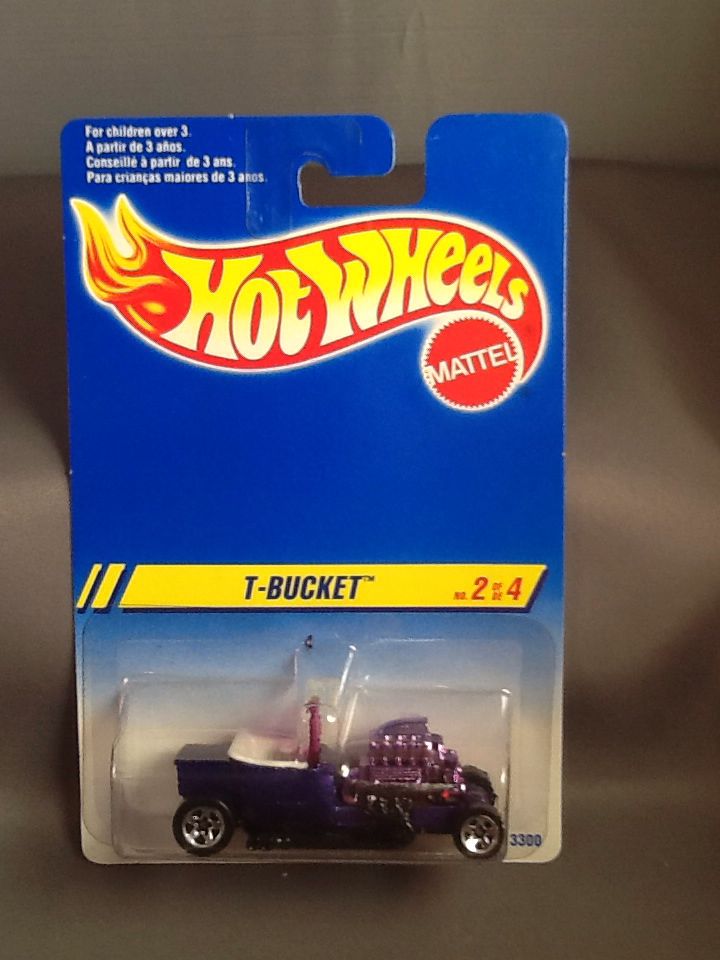 For children over 3.
A partir de 3 años.
Conseillé à partir de 3 ans.
Para crianças maiores de 3 anos.
HOT WHEELS
MATTEL
T-BUCKET™
NO. 2 OF DE 4
3300